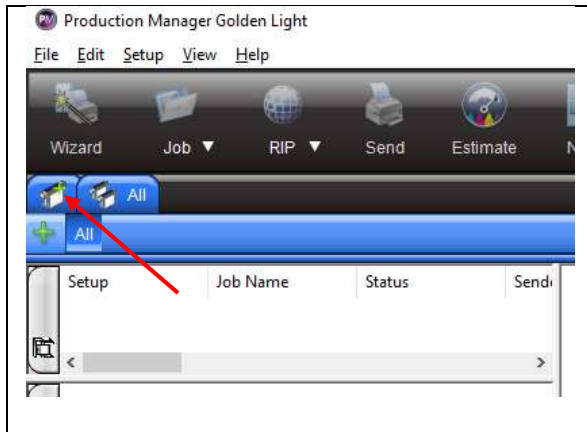 Production Manager Golden Light
File Edit Setup View Help
Wizard Job RIP Send Estimate
All
All
Setup Job Name Status